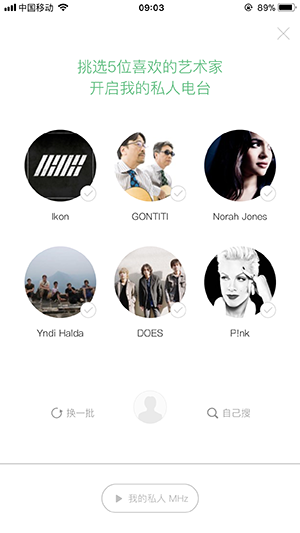 中国移动
09:03
89%
挑选5位喜欢的艺术家
开启我的私人电台
Ikon
GONTITI
Norah Jones
Yndi Halda
DOES
P!nk
换一批
自己搜
我的私人 MHz